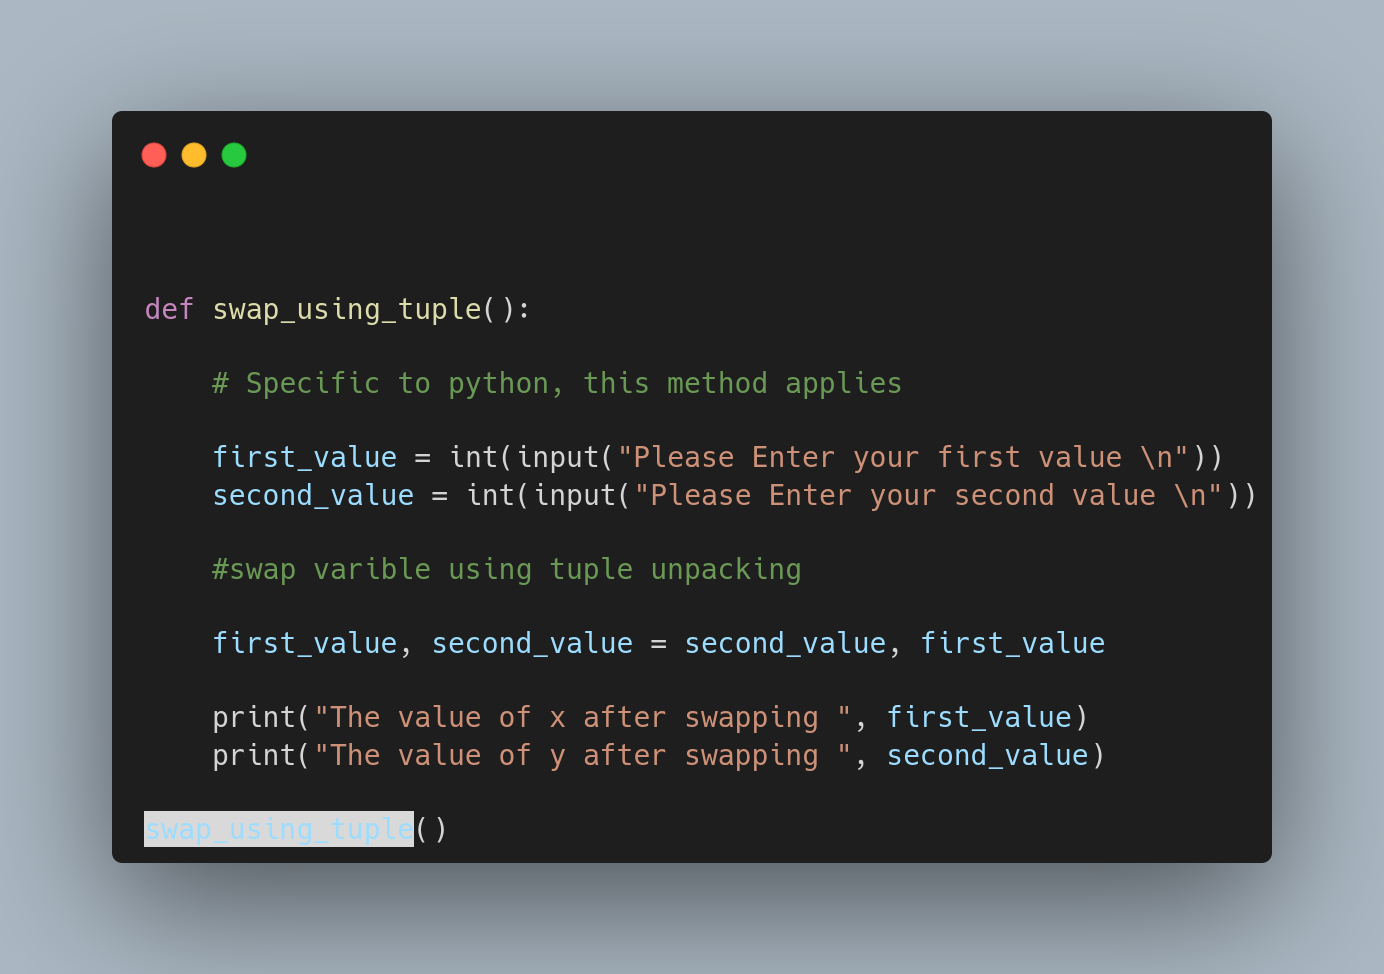 def swap_using_tuple():
    # Specific to python, this method applies
    first_value = int(input("Please Enter your first value \n"))
    second_value = int(input("Please Enter your second value \n"))
    #swap varible using tuple unpacking
    first_value, second_value = second_value, first_value
    print("The value of x after swapping ", first_value)
    print("The value of y after swapping ", second_value)
swap_using_tuple()